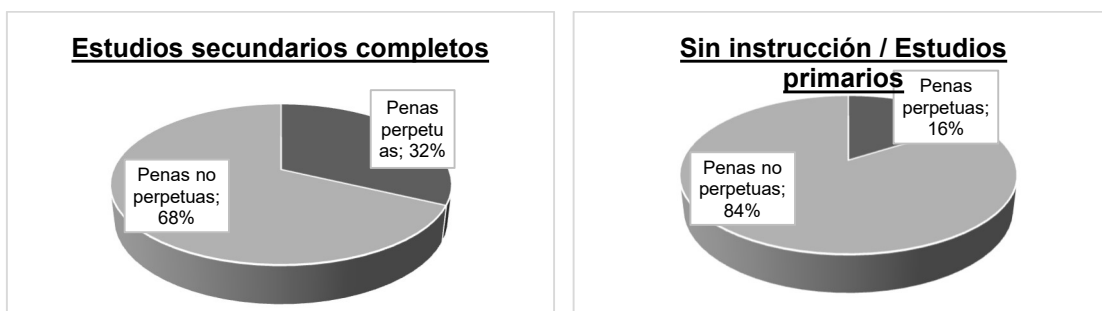 Estudios secundarios completos
Penas
perpetu
as; 32%
Penas no
perpetuas;
68%
Sin instrucción / Estudios
primarios
Penas
perpetuas;
16%
Penas no
perpetuas;
84%